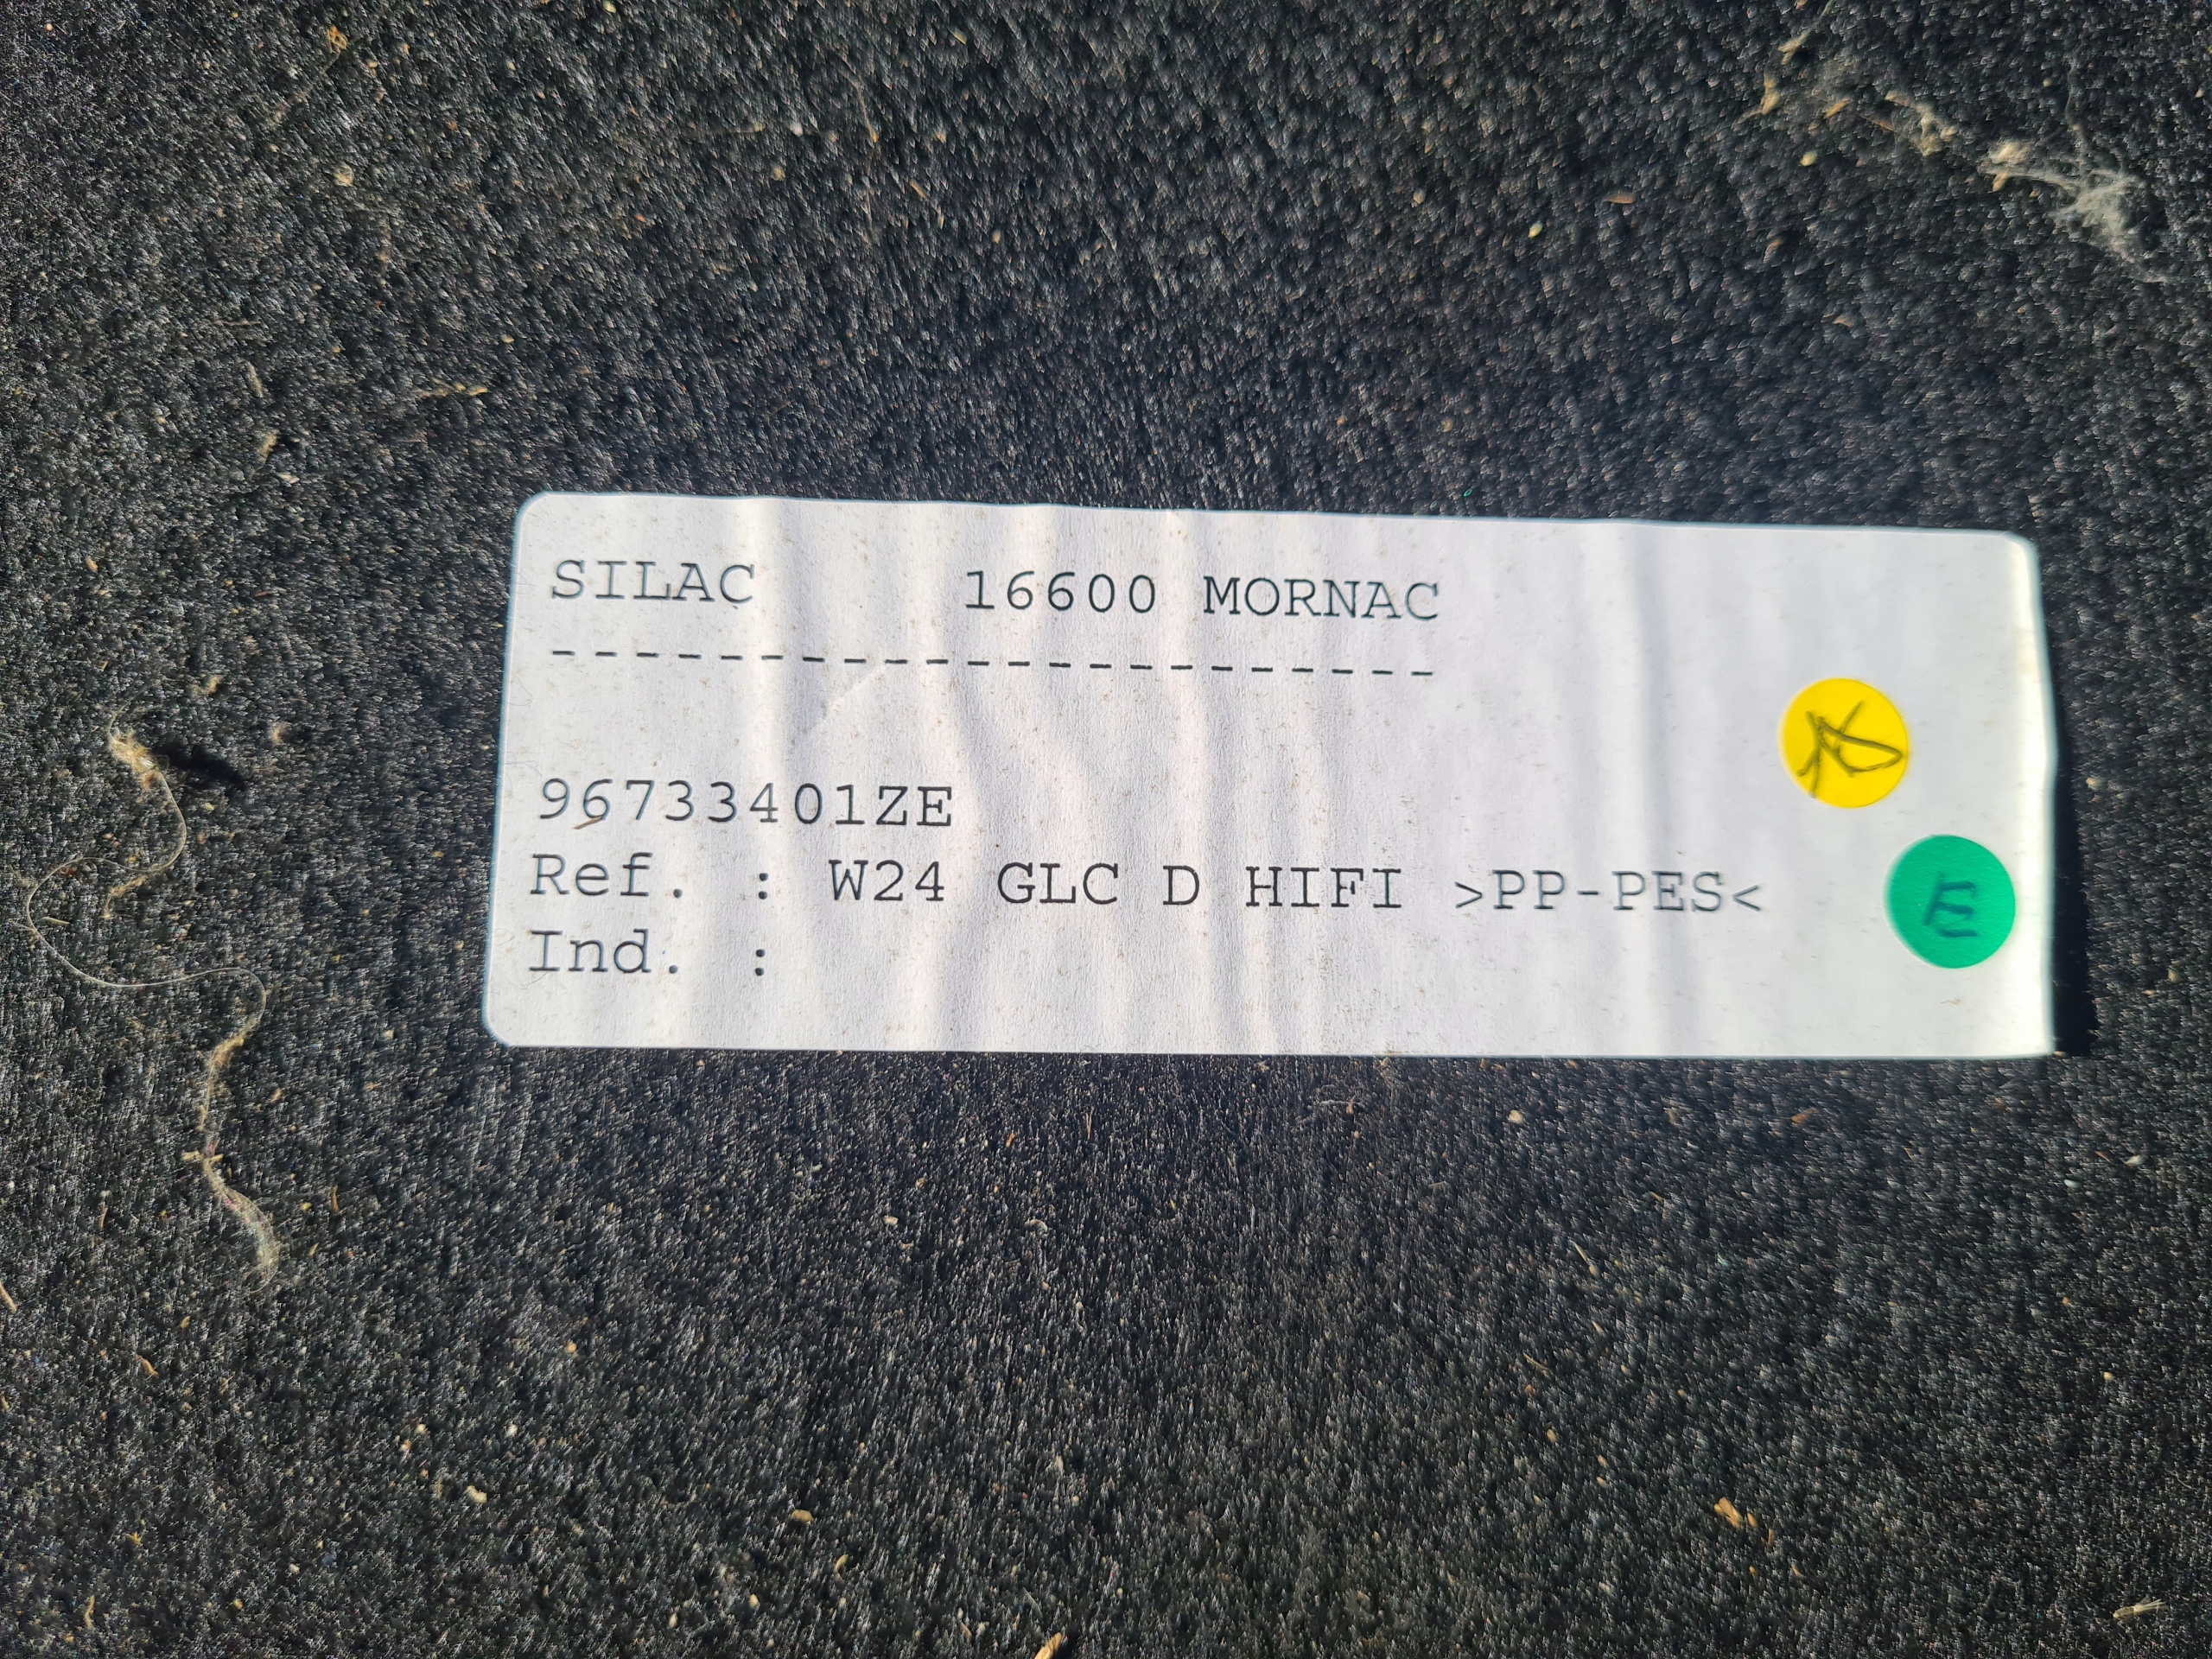 SILAC 16600 MORNAC
----------------------
96733401ZE
Ref. : W24 GLC D HIFI >PP-PES<
Ind. :
E